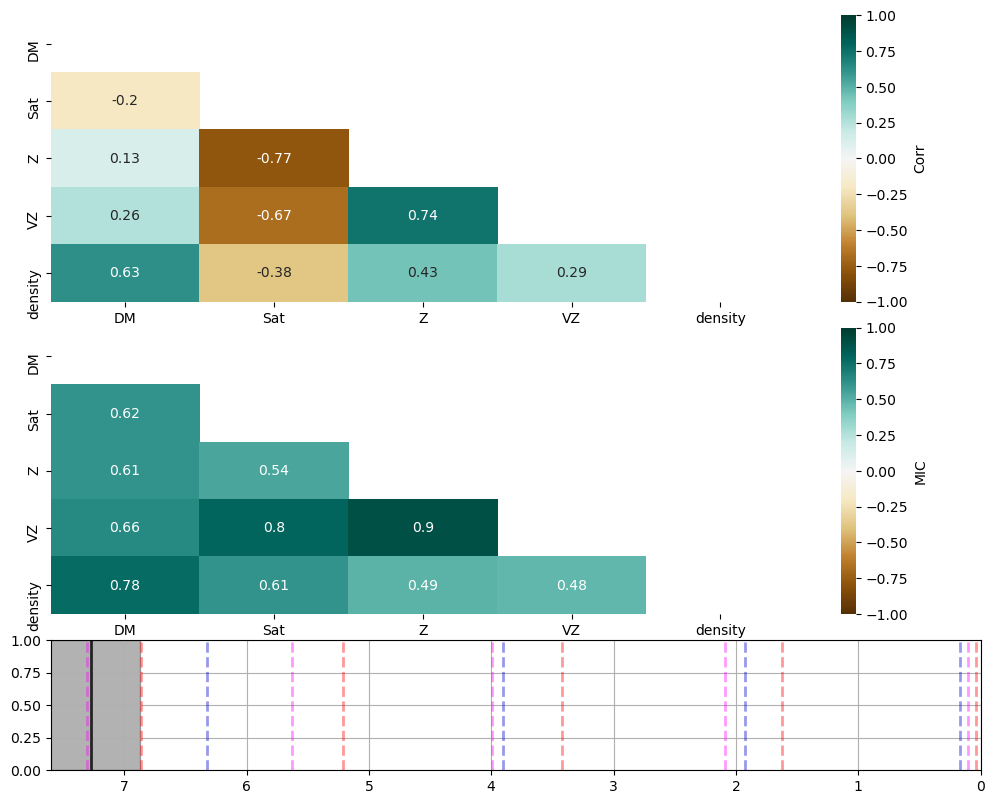 DM
Sat
-0.2
Z
0.13 -0.77
VZ
0.26 -0.67 0.74
density
0.63 -0.38 0.43 0.29
DM Sat Z VZ density
1.00
0.75
0.50
0.25
0.00
−0.25
−0.50
−0.75
−1.00
Corr
DM
Sat
0.62
Z
0.61 0.54
VZ
0.66 0.8 0.9
density
0.78 0.61 0.49 0.48
DM Sat Z VZ density
1.00
0.75
0.50
0.25
0.00
−0.25
−0.50
−0.75
−1.00
MIC
1.00
0.75
0.50
0.25
0.00
7 6 5 4 3 2 1 0